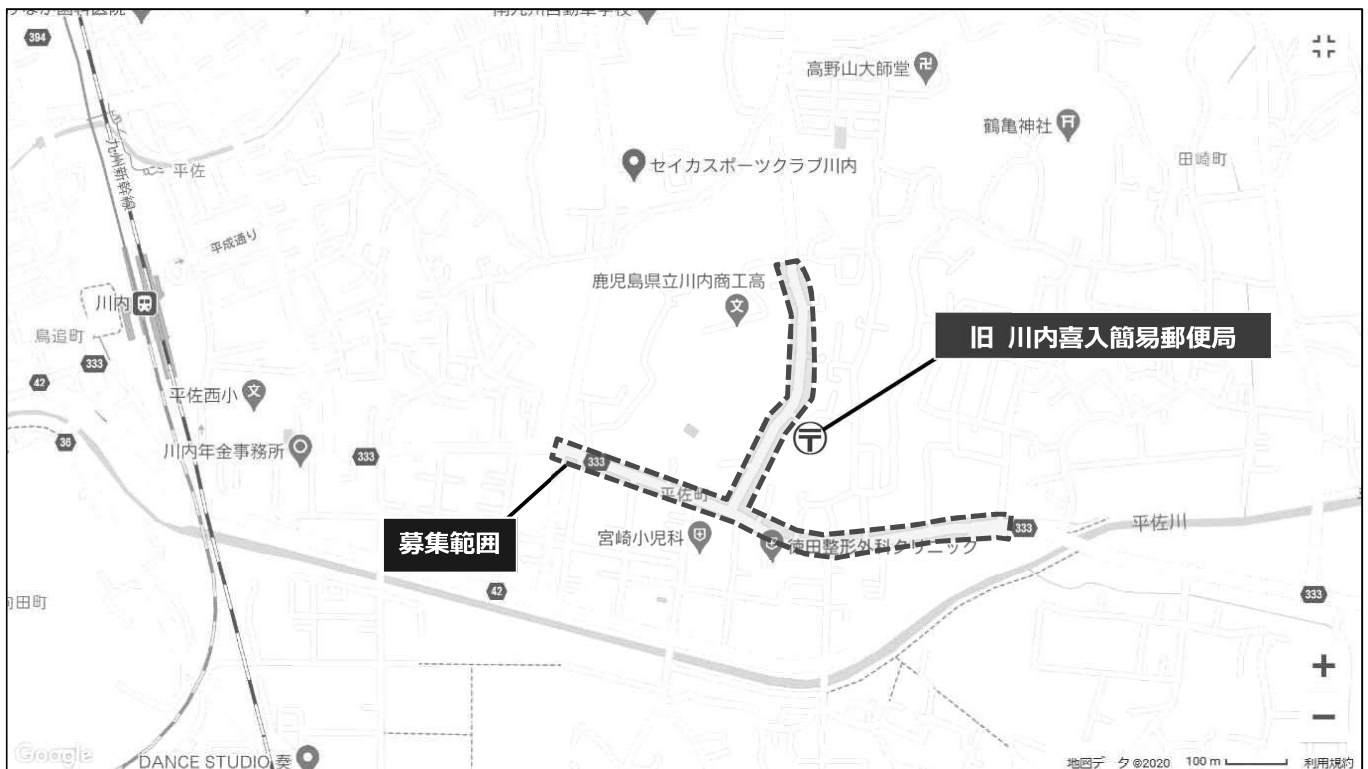 394
高野山大師堂
鶴亀神社
田崎町
セイカスポーツクラブ川内
九州新幹線
平佐
平成通り
鹿児島県立川内商工高
川内
鳥追町
旧 川内喜入簡易郵便局
333
42
平佐西小
36
川内年金事務所
333
333
平佐町
募集範囲
宮崎小児科
徳田整形外科クリニック
333
平佐川
42
333
向田町
Google
DANCE STUDIO 奏
地図データ ©2020
100 m
利用規約